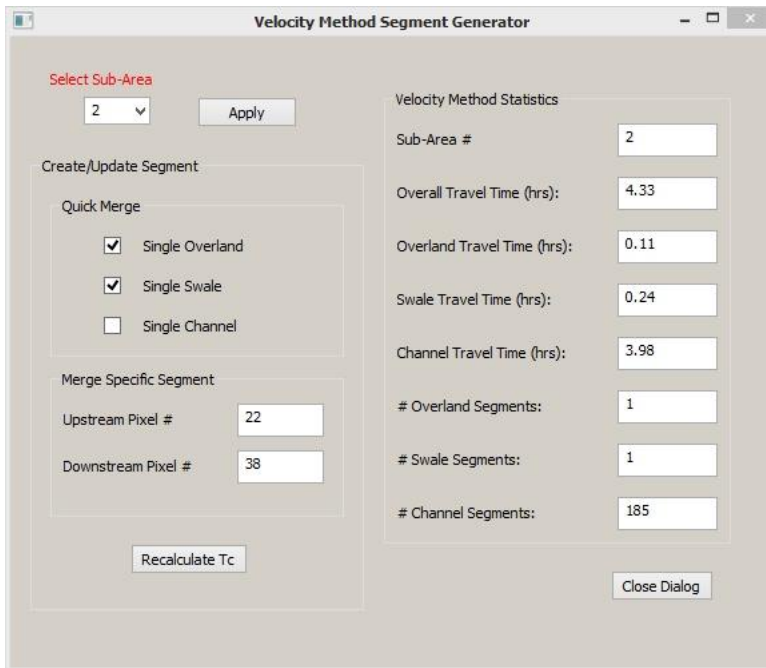 Velocity Method Segment Generator
Select Sub-Area
2
Apply
Create/Update Segment
Quick Merge
Single Overland
Single Swale
Single Channel
Merge Specific Segment
Upstream Pixel # 22
Downstream Pixel # 38
Recalculate Tc
Velocity Method Statistics
Sub-Area # 2
Overall Travel Time (hrs): 4.33
Overland Travel Time (hrs): 0.11
Swale Travel Time (hrs): 0.24
Channel Travel Time (hrs): 3.98
# Overland Segments: 1
# Swale Segments: 1
# Channel Segments: 185
Close Dialog